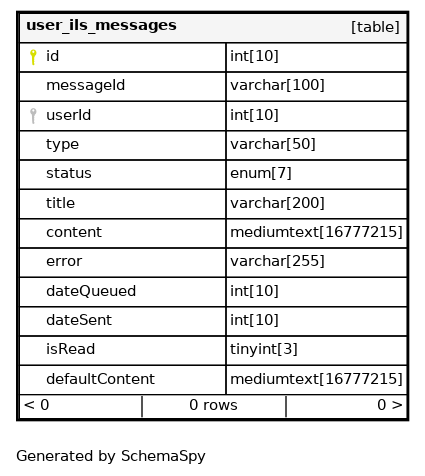 user_ils_messages [table]
id int[10]
messageId varchar[100]
userId int[10]
type varchar[50]
status enum[7]
title varchar[200]
content mediumtext[16777215]
error varchar[255]
dateQueued int[10]
dateSent int[10]
isRead tinyint[3]
defaultContent mediumtext[16777215]
< 0 0 rows 0 >
Generated by SchemaSpy